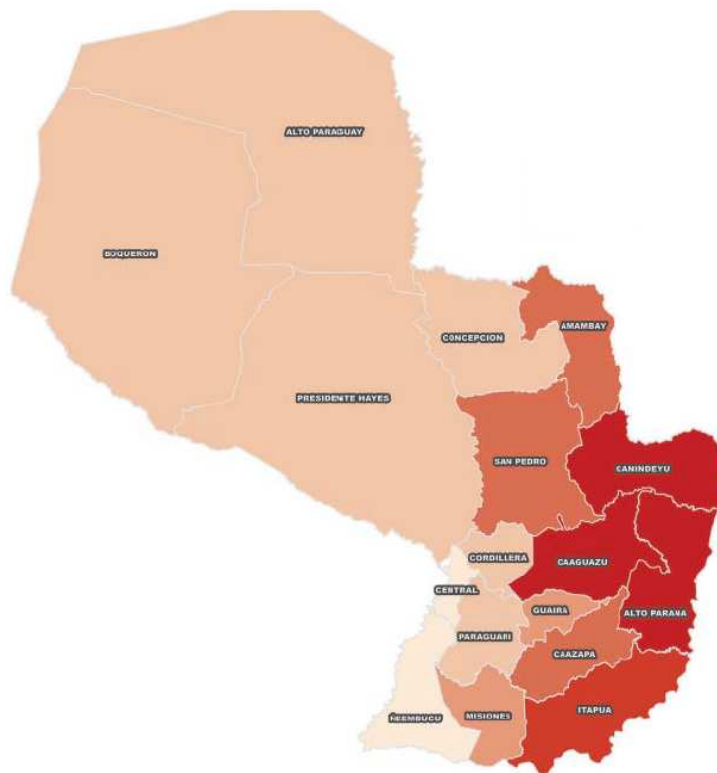 ALTO PARAGUAY
BOQUERON
CONCEPCION
AMAMBAY
PRESIDENTE HAYES
SAN PEDRO
CANINDEYU
CORDILLERA
CAAGUAZU
CENTRAL
GUAIRA
ALTO PARANA
PARAGUARI
CAAZAPA
ÑEEMBUCU
MISIONES
ITAPUA